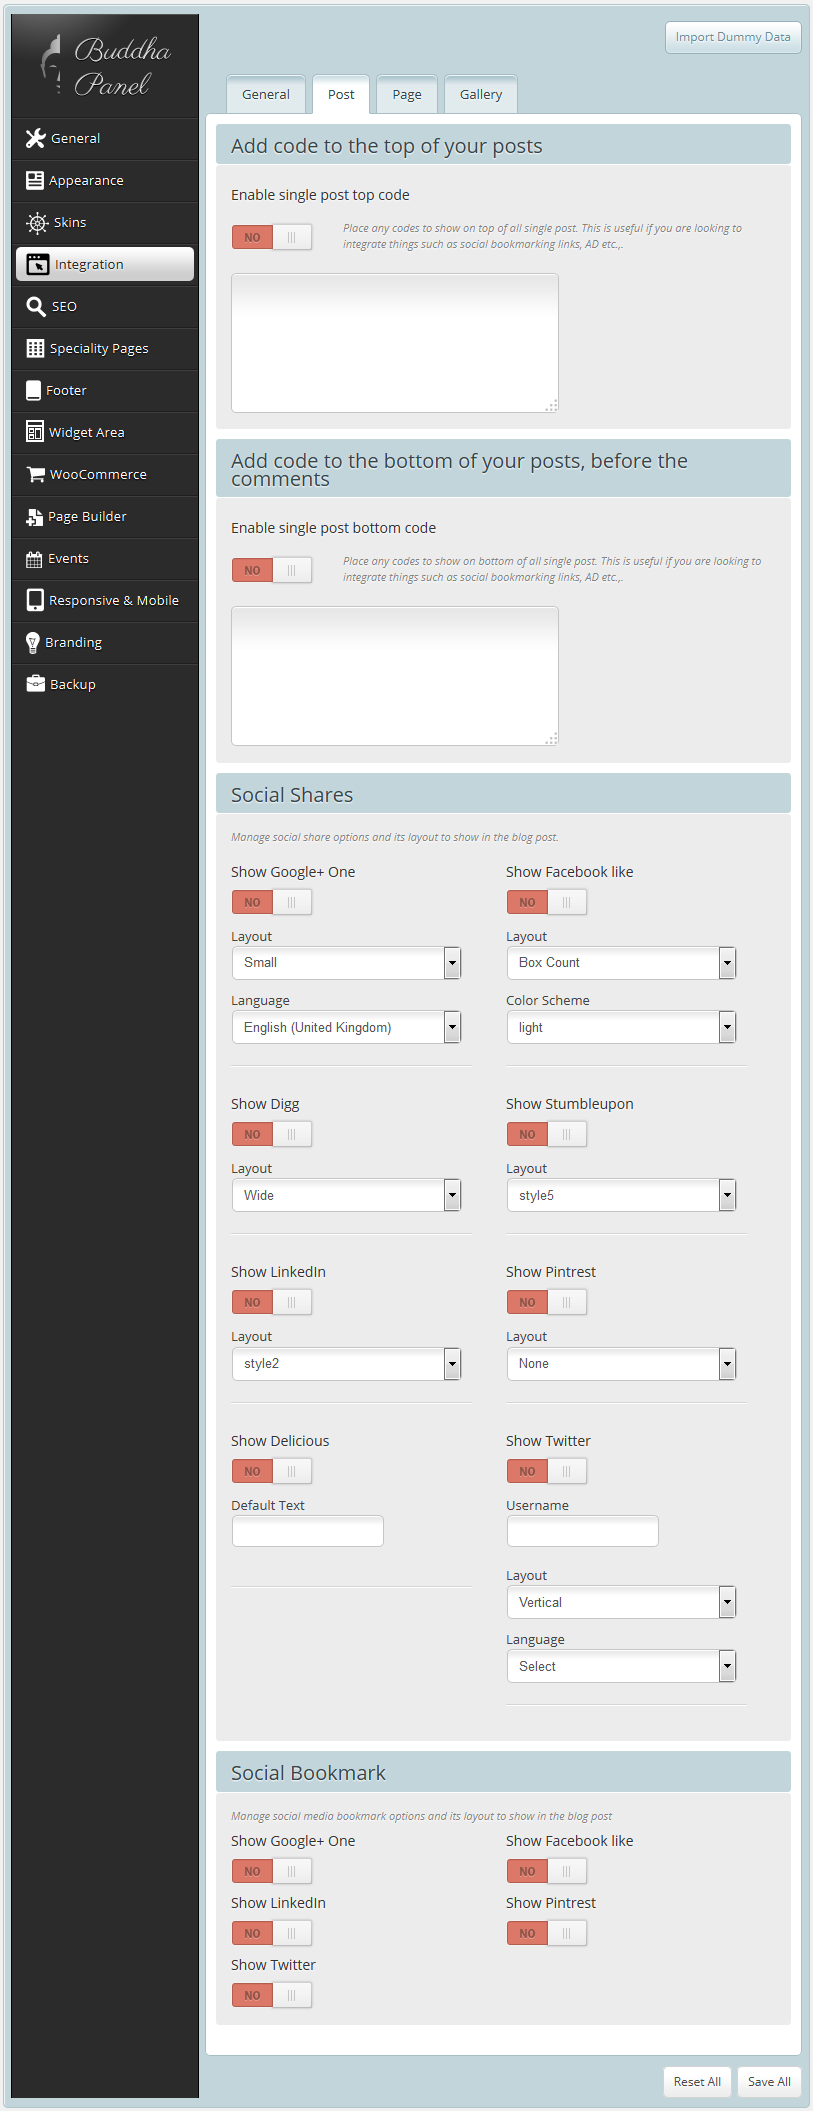 Buddha
Panel
Import Dummy Data
General
Post
Page
Gallery
General
Appearance
Skins
Integration
SEO
Speciality Pages
Footer
Widget Area
WooCommerce
Page Builder
Events
Responsive & Mobile
Branding
Backup
Add code to the top of your posts
Enable single post top code
NO
Place any codes to show on top of all single post. This is useful if you are looking to
integrate things such as social bookmarking links, AD etc.,.
Add code to the bottom of your posts, before the
comments
Enable single post bottom code
NO
Place any codes to show on bottom of all single post. This is useful if you are looking to
integrate things such as social bookmarking links, AD etc.,.
Social Shares
Manage social share options and its layout to show in the blog post.
Show Google+ One
NO
Layout
Small
Language
English (United Kingdom)
Show Facebook like
NO
Layout
Box Count
Color Scheme
light
Show Digg
NO
Layout
Wide
Show Stumbleupon
NO
Layout
style5
Show LinkedIn
NO
Layout
style2
Show Pintrest
NO
Layout
None
Show Delicious
NO
Default Text
Show Twitter
NO
Username
Layout
Vertical
Language
Select
Social Bookmark
Manage social media bookmark options and its layout to show in the blog post
Show Google+ One
NO
Show Facebook like
NO
Show LinkedIn
NO
Show Pintrest
NO
Show Twitter
NO
Reset All
Save All